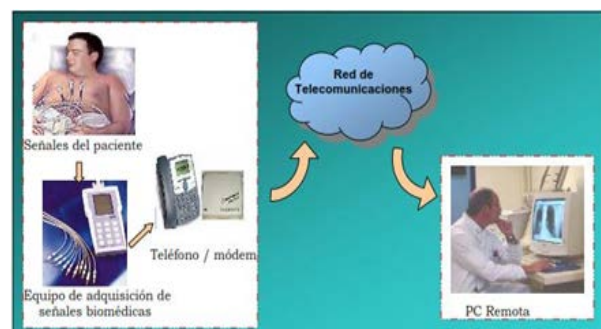 Señales del paciente
Teléfono / módem
Equipo de adquisición de
señales biomédicas
Red de
Telecomunicaciones
PC Remota